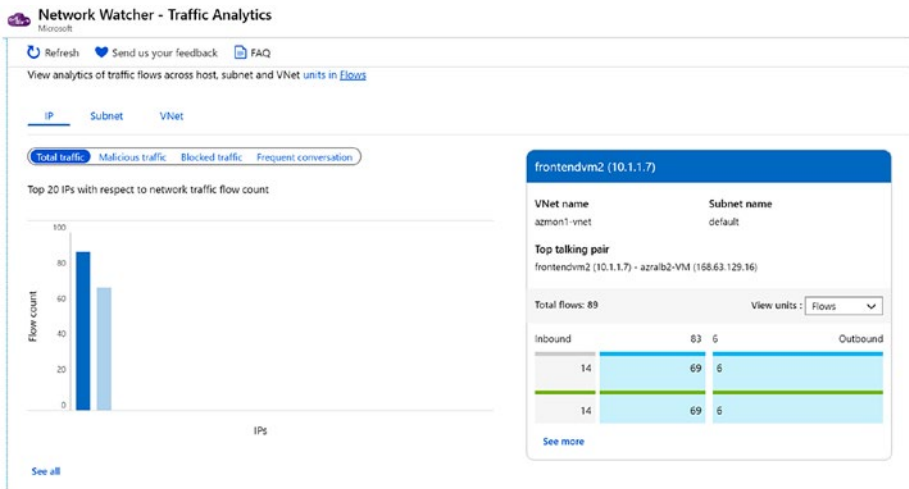 Network Watcher - Traffic Analytics
Microsoft
Refresh Send us your feedback FAQ
View analytics of traffic flows across host, subnet and VNet units in Flows
IP Subnet VNet
Total traffic Malicious traffic Blocked traffic Frequent conversation
Top 20 IPs with respect to network traffic flow count
100
80
60
40
20
0
Flow count
IPs
See all
frontendvm2 (10.1.1.7)
VNet name Subnet name
azmon1-vnet default
Top talking pair
frontendvm2 (10.1.1.7) - azralb2-VM (168.63.129.16)
Total flows: 89 View units : Flows
Inbound 83 6 Outbound
14 69 6
14 69 6
See more